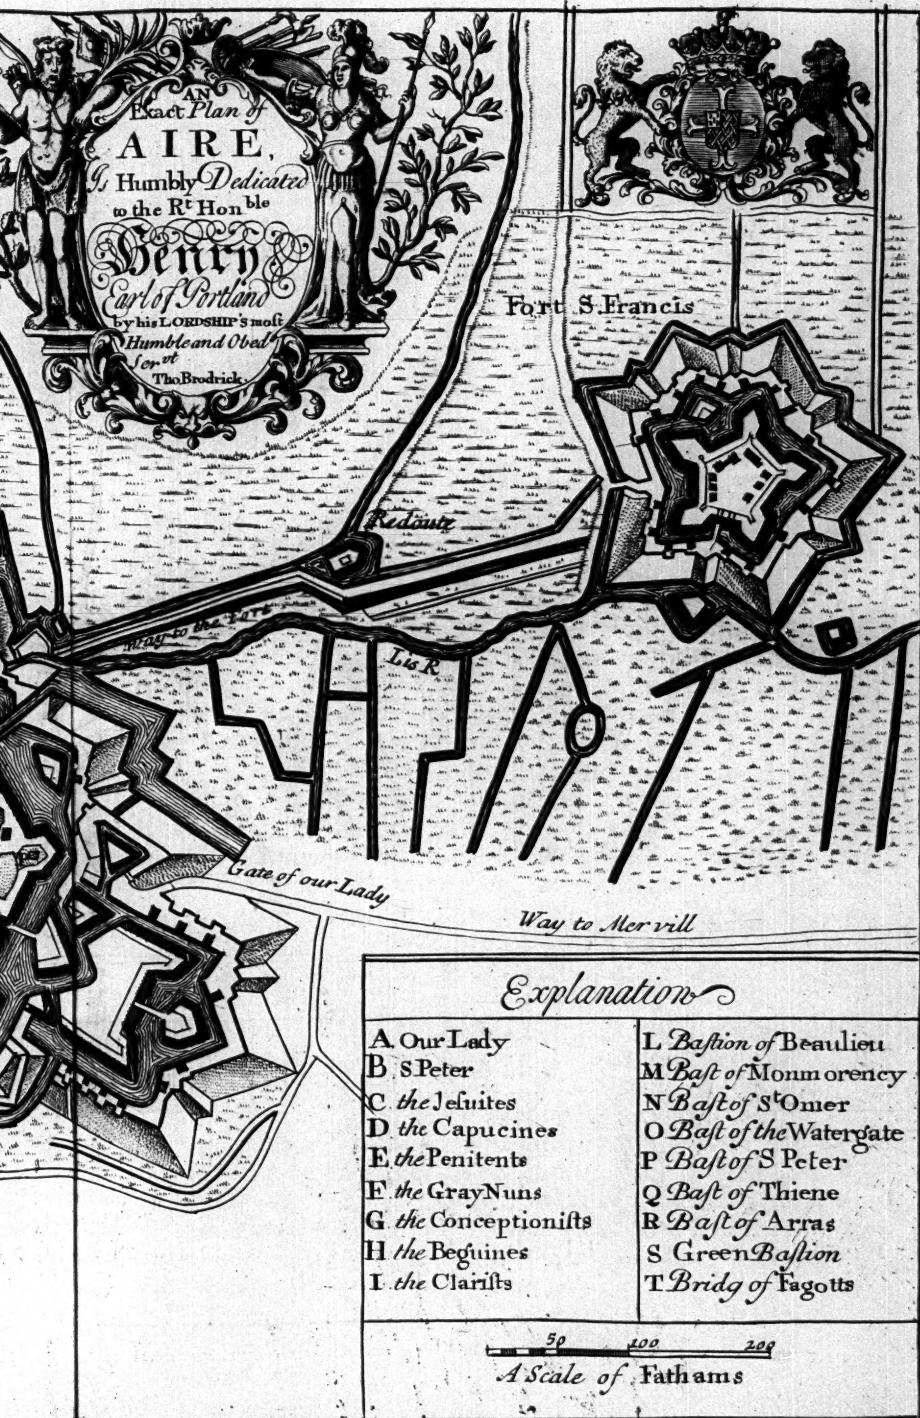 AN
Exact Plan of
AIRE,
Is Humbly Dedicated
to the Rt Honble
Henry
Earl of Portland
by his LORDSHIP'S moſt
Humble and Obed
Servt
Tho. Brodrick.
Fort S. Francis
Redoute
Way to the Fort
Lis R
Gate of our Lady
Way to Mervill
Explanation
A Our Lady
B S. Peter
C the Jeſuites
D the Capucines
E the Penitents
F the Gray Nuns
G the Conceptioniſts
H the Beguines
I the Clariſts
L Baſtion of Beaulieu
M Baſt of Monmorency
N Baſt of St Omer
O Baſt of the Watergate
P Baſt of S Peter
Q Baſt of Thiene
R Baſt of Arras
S Green Baſtion
T Bridg of Fagotts
50 100 200
A Scale of Fathams